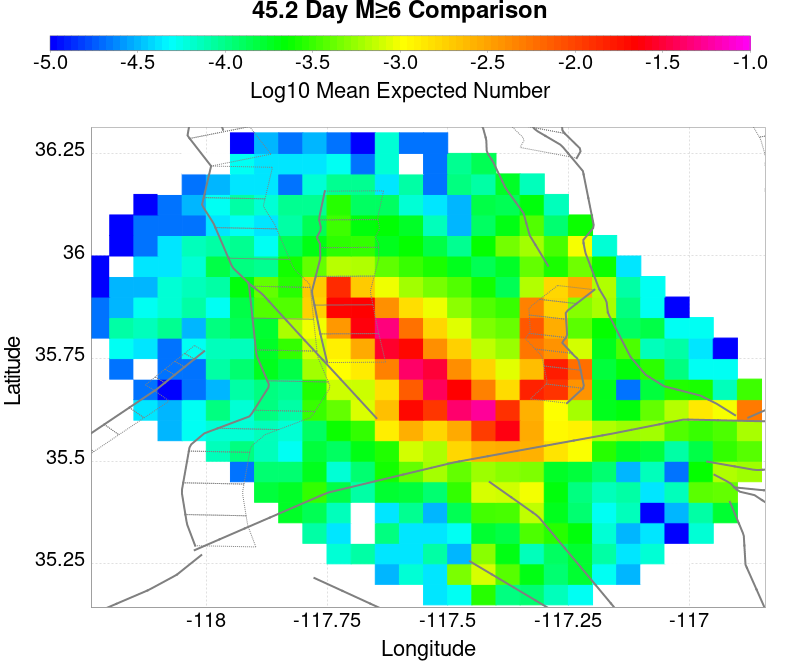 45.2 Day M≥6 Comparison
-5.0 -4.5 -4.0 -3.5 -3.0 -2.5 -2.0 -1.5 -1.0
Log10 Mean Expected Number
36.25
36
35.75
35.5
35.25
Latitude
-118 -117.75 -117.5 -117.25 -117
Longitude